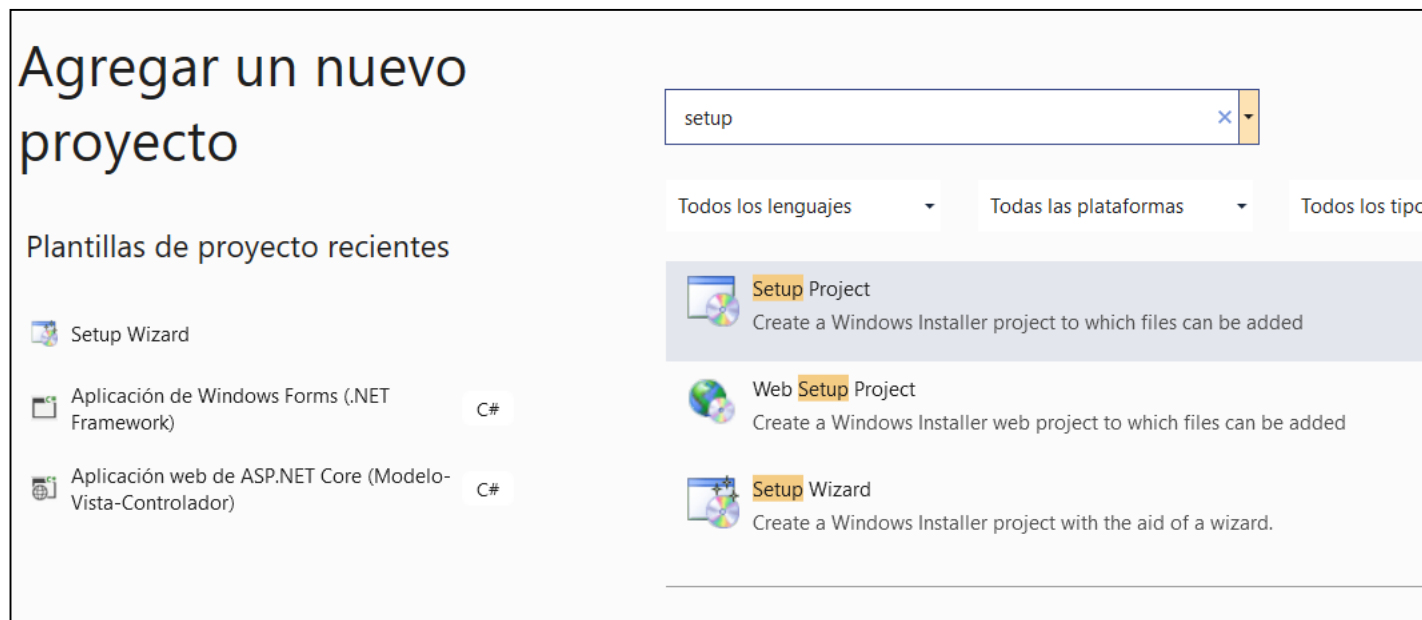 Agregar un nuevo
proyecto
Plantillas de proyecto recientes
Setup Wizard
Aplicación de Windows Forms (.NET
Framework)
C#
Aplicación web de ASP.NET Core (Modelo-
Vista-Controlador)
C#
setup
Todos los lenguajes
Todas las plataformas
Todos los tipo
Setup Project
Create a Windows Installer project to which files can be added
Web Setup Project
Create a Windows Installer web project to which files can be added
Setup Wizard
Create a Windows Installer project with the aid of a wizard.